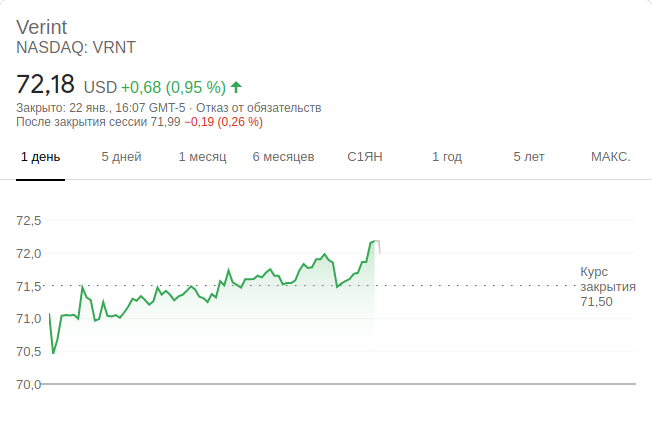 Verint
NASDAQ: VRNT
72,18 USD +0,68 (0,95 %)
Закрыто: 22 янв., 16:07 GMT-5 · Отказ от обязательств
После закрытия сессии 71,99 −0,19 (0,26 %)
1 день 5 дней 1 месяц 6 месяцев С1ЯН 1 год 5 лет МАКС.
72,5
72,0
71,5
71,0
70,5
70,0
Курс
закрытия
71,50